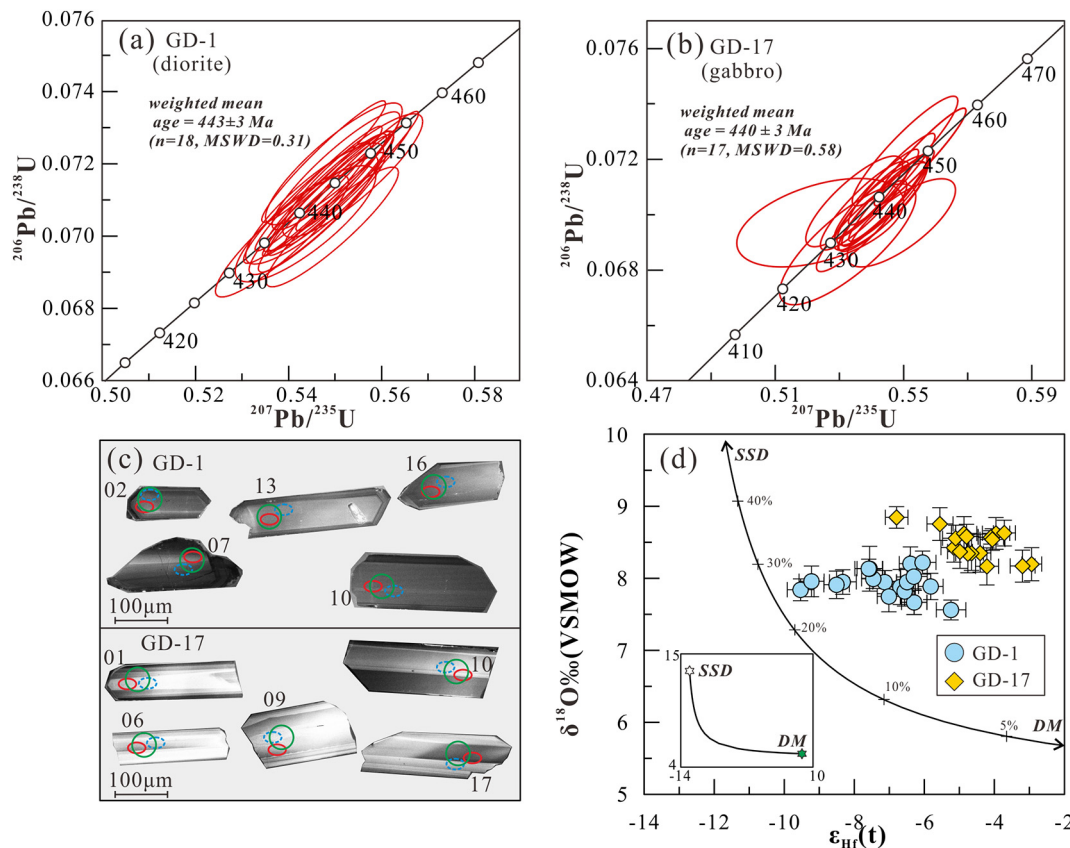 (a) GD-1
(diorite)
weighted mean
age = 443±3 Ma
(n=18, MSWD=0.31)
0.076
0.074
0.072
0.070
0.068
0.066
460
450
440
430
420
0.50
0.52
0.54
0.56
0.58
²⁰⁶Pb/²³⁸U
²⁰⁷Pb/²³⁵U
(b) GD-17
(gabbro)
weighted mean
age = 440 ± 3 Ma
(n=17, MSWD=0.58)
0.076
0.072
0.068
0.064
470
460
450
440
430
420
410
0.47
0.51
0.55
0.59
²⁰⁶Pb/²³⁸U
²⁰⁷Pb/²³⁵U
(c) GD-1
02
13
16
07
10
100μm
GD-17
01
10
06
09
17
100μm
(d)
SSD
40%
30%
20%
10%
5%
DM
10
9
8
7
6
5
δ¹⁸O‰(VSMOW)
GD-1
GD-17
15
SSD
DM
4
-14
10
-14
-12
-10
-8
-6
-4
-2
εHf(t)